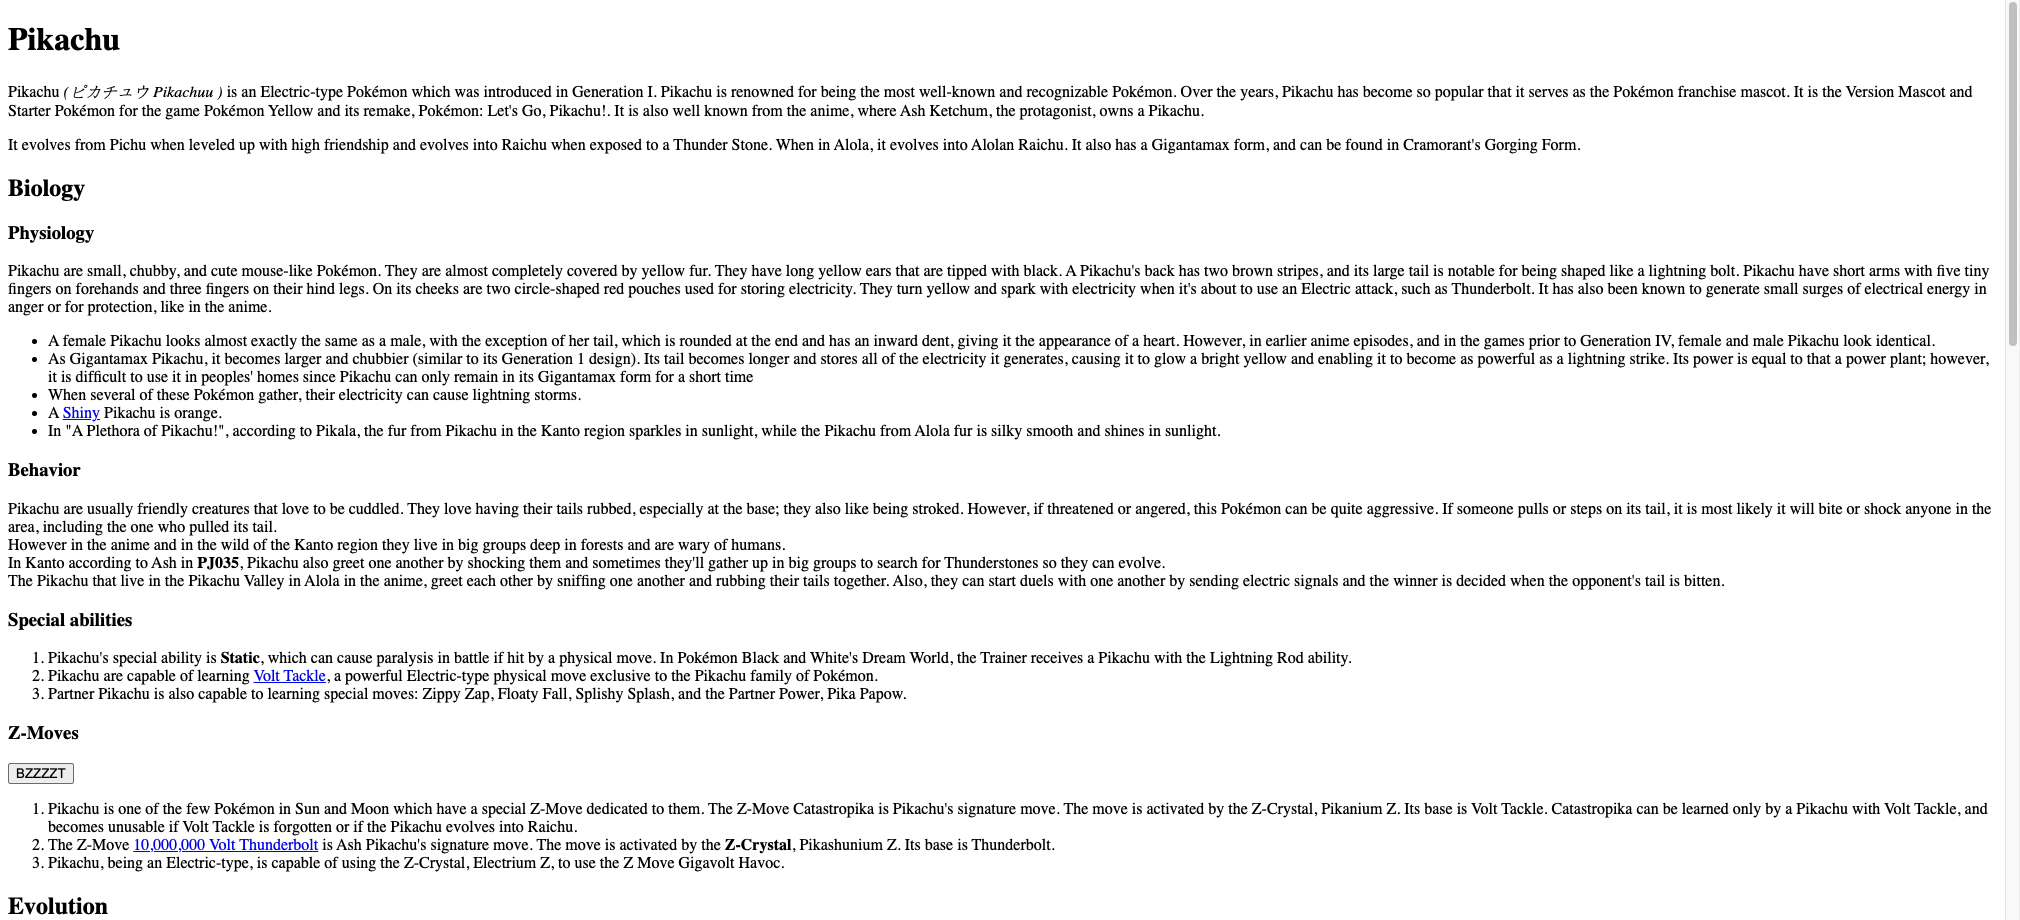 Pikachu
Pikachu ( ピカチュウ Pikachuu ) is an Electric-type Pokémon which was introduced in Generation I. Pikachu is renowned for being the most well-known and recognizable Pokémon. Over the years, Pikachu has become so popular that it serves as the Pokémon franchise mascot. It is the Version Mascot and
Starter Pokémon for the game Pokémon Yellow and its remake, Pokémon: Let's Go, Pikachu!. It is also well known from the anime, where Ash Ketchum, the protagonist, owns a Pikachu.
It evolves from Pichu when leveled up with high friendship and evolves into Raichu when exposed to a Thunder Stone. When in Alola, it evolves into Alolan Raichu. It also has a Gigantamax form, and can be found in Cramorant's Gorging Form.
Biology
Physiology
Pikachu are small, chubby, and cute mouse-like Pokémon. They are almost completely covered by yellow fur. They have long yellow ears that are tipped with black. A Pikachu's back has two brown stripes, and its large tail is notable for being shaped like a lightning bolt. Pikachu have short arms with five tiny
fingers on forehands and three fingers on their hind legs. On its cheeks are two circle-shaped red pouches used for storing electricity. They turn yellow and spark with electricity when it's about to use an Electric attack, such as Thunderbolt. It has also been known to generate small surges of electrical energy in
anger or for protection, like in the anime.
• A female Pikachu looks almost exactly the same as a male, with the exception of her tail, which is rounded at the end and has an inward dent, giving it the appearance of a heart. However, in earlier anime episodes, and in the games prior to Generation IV, female and male Pikachu look identical.
• As Gigantamax Pikachu, it becomes larger and chubbier (similar to its Generation 1 design). Its tail becomes longer and stores all of the electricity it generates, causing it to glow a bright yellow and enabling it to become as powerful as a lightning strike. Its power is equal to that a power plant; however,
it is difficult to use it in peoples' homes since Pikachu can only remain in its Gigantamax form for a short time
• When several of these Pokémon gather, their electricity can cause lightning storms.
• A Shiny Pikachu is orange.
• In "A Plethora of Pikachu!", according to Pikala, the fur from Pikachu in the Kanto region sparkles in sunlight, while the Pikachu from Alola fur is silky smooth and shines in sunlight.
Behavior
Pikachu are usually friendly creatures that love to be cuddled. They love having their tails rubbed, especially at the base; they also like being stroked. However, if threatened or angered, this Pokémon can be quite aggressive. If someone pulls or steps on its tail, it is most likely it will bite or shock anyone in the
area, including the one who pulled its tail.
However in the anime and in the wild of the Kanto region they live in big groups deep in forests and are wary of humans.
In Kanto according to Ash in PJ035, Pikachu also greet one another by shocking them and sometimes they'll gather up in big groups to search for Thunderstones so they can evolve.
The Pikachu that live in the Pikachu Valley in Alola in the anime, greet each other by sniffing one another and rubbing their tails together. Also, they can start duels with one another by sending electric signals and the winner is decided when the opponent's tail is bitten.
Special abilities
1. Pikachu's special ability is Static, which can cause paralysis in battle if hit by a physical move. In Pokémon Black and White's Dream World, the Trainer receives a Pikachu with the Lightning Rod ability.
2. Pikachu are capable of learning Volt Tackle, a powerful Electric-type physical move exclusive to the Pikachu family of Pokémon.
3. Partner Pikachu is also capable to learning special moves: Zippy Zap, Floaty Fall, Splishy Splash, and the Partner Power, Pika Papow.
Z-Moves
BZZZZT
1. Pikachu is one of the few Pokémon in Sun and Moon which have a special Z-Move dedicated to them. The Z-Move Catastropika is Pikachu's signature move. The move is activated by the Z-Crystal, Pikanium Z. Its base is Volt Tackle. Catastropika can be learned only by a Pikachu with Volt Tackle, and
becomes unusable if Volt Tackle is forgotten or if the Pikachu evolves into Raichu.
2. The Z-Move 10,000,000 Volt Thunderbolt is Ash Pikachu's signature move. The move is activated by the Z-Crystal, Pikashunium Z. Its base is Thunderbolt.
3. Pikachu, being an Electric-type, is capable of using the Z-Crystal, Electrium Z, to use the Z Move Gigavolt Havoc.
Evolution